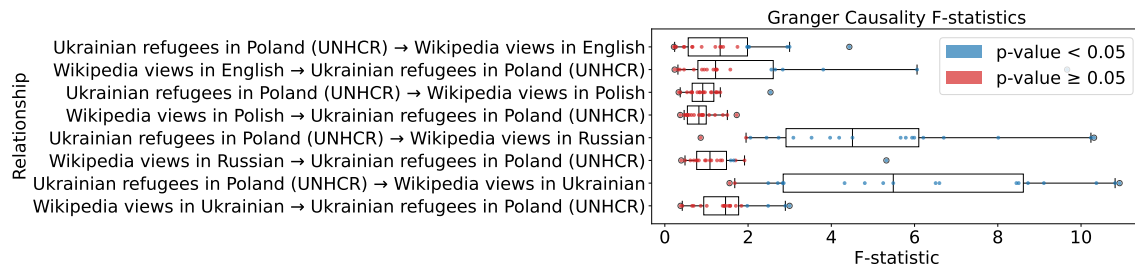 Granger Causality F-statistics
Relationship
Ukrainian refugees in Poland (UNHCR) → Wikipedia views in English
Wikipedia views in English → Ukrainian refugees in Poland (UNHCR)
Ukrainian refugees in Poland (UNHCR) → Wikipedia views in Polish
Wikipedia views in Polish → Ukrainian refugees in Poland (UNHCR)
Ukrainian refugees in Poland (UNHCR) → Wikipedia views in Russian
Wikipedia views in Russian → Ukrainian refugees in Poland (UNHCR)
Ukrainian refugees in Poland (UNHCR) → Wikipedia views in Ukrainian
Wikipedia views in Ukrainian → Ukrainian refugees in Poland (UNHCR)
p-value < 0.05
p-value ≥ 0.05
0 2 4 6 8 10
F-statistic